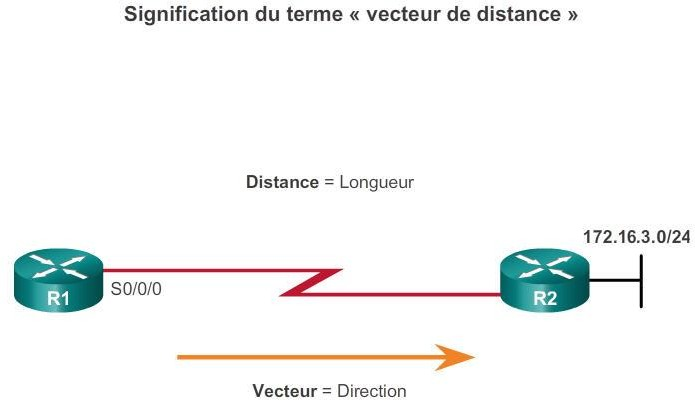 Signification du terme « vecteur de distance »
Distance = Longueur
172.16.3.0/24
R1
S0/0/0
R2
Vecteur = Direction